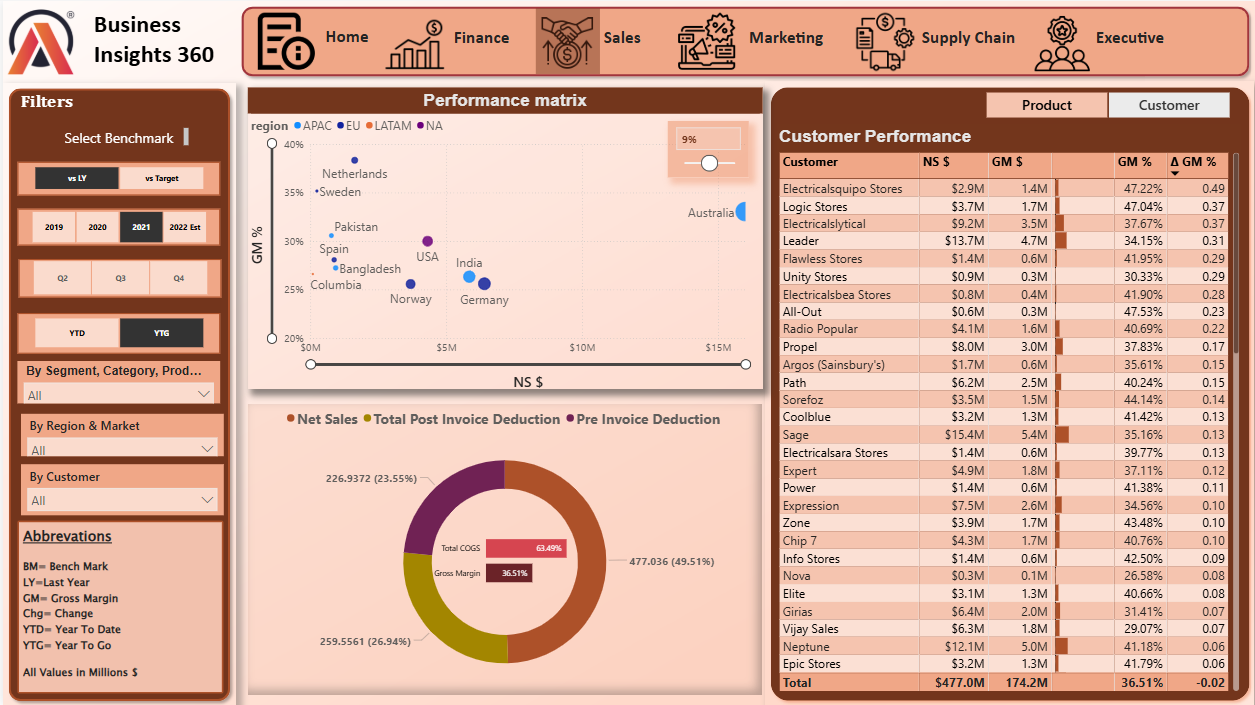 Business
Insights 360
®
Home
Finance
Sales
Marketing
Supply Chain
Executive
Filters
Select Benchmark
vs LY
vs Target
2019
2020
2021
2022 Est
Q2
Q3
Q4
YTD
YTG
By Segment, Category, Prod...
All
By Region & Market
All
By Customer
All
Abbrevations
BM= Bench Mark
LY=Last Year
GM= Gross Margin
Chg= Change
YTD= Year To Date
YTG= Year To Go
All Values in Millions $
Performance matrix
region APAC EU LATAM NA
9%
GM %
40%
35%
30%
25%
20%
Netherlands
Sweden
Australia
Pakistan
Spain
USA
Bangladesh
India
Columbia
Norway
Germany
$0M
$5M
$10M
$15M
NS $
Net Sales Total Post Invoice Deduction Pre Invoice Deduction
226.9372 (23.55%)
Total COGS 63.49%
Gross Margin 36.51%
477.036 (49.51%)
259.5561 (26.94%)
Product
Customer
Customer Performance
Customer NS $ GM $ GM % Δ GM %
Electricalsquipo Stores $2.9M 1.4M 47.22% 0.49
Logic Stores $3.7M 1.7M 47.04% 0.37
Electricalslytical $9.2M 3.5M 37.67% 0.37
Leader $13.7M 4.7M 34.15% 0.31
Flawless Stores $1.4M 0.6M 41.95% 0.29
Unity Stores $0.9M 0.3M 30.33% 0.29
Electricalsbea Stores $0.8M 0.4M 41.90% 0.28
All-Out $0.6M 0.3M 47.53% 0.23
Radio Popular $4.1M 1.6M 40.69% 0.22
Propel $8.0M 3.0M 37.83% 0.17
Argos (Sainsbury's) $1.7M 0.6M 35.61% 0.15
Path $6.2M 2.5M 40.24% 0.15
Sorefoz $3.5M 1.5M 44.14% 0.14
Coolblue $3.2M 1.3M 41.42% 0.13
Sage $15.4M 5.4M 35.16% 0.13
Electricalsara Stores $1.4M 0.6M 39.77% 0.13
Expert $4.9M 1.8M 37.11% 0.12
Power $1.4M 0.6M 41.38% 0.11
Expression $7.5M 2.6M 34.56% 0.10
Zone $3.9M 1.7M 43.48% 0.10
Chip 7 $4.3M 1.7M 40.76% 0.10
Info Stores $1.4M 0.6M 42.50% 0.09
Nova $0.3M 0.1M 26.58% 0.08
Elite $3.1M 1.3M 40.66% 0.08
Girias $6.4M 2.0M 31.41% 0.07
Vijay Sales $6.3M 1.8M 29.07% 0.07
Neptune $12.1M 5.0M 41.18% 0.06
Epic Stores $3.2M 1.3M 41.79% 0.06
Total $477.0M 174.2M 36.51% -0.02